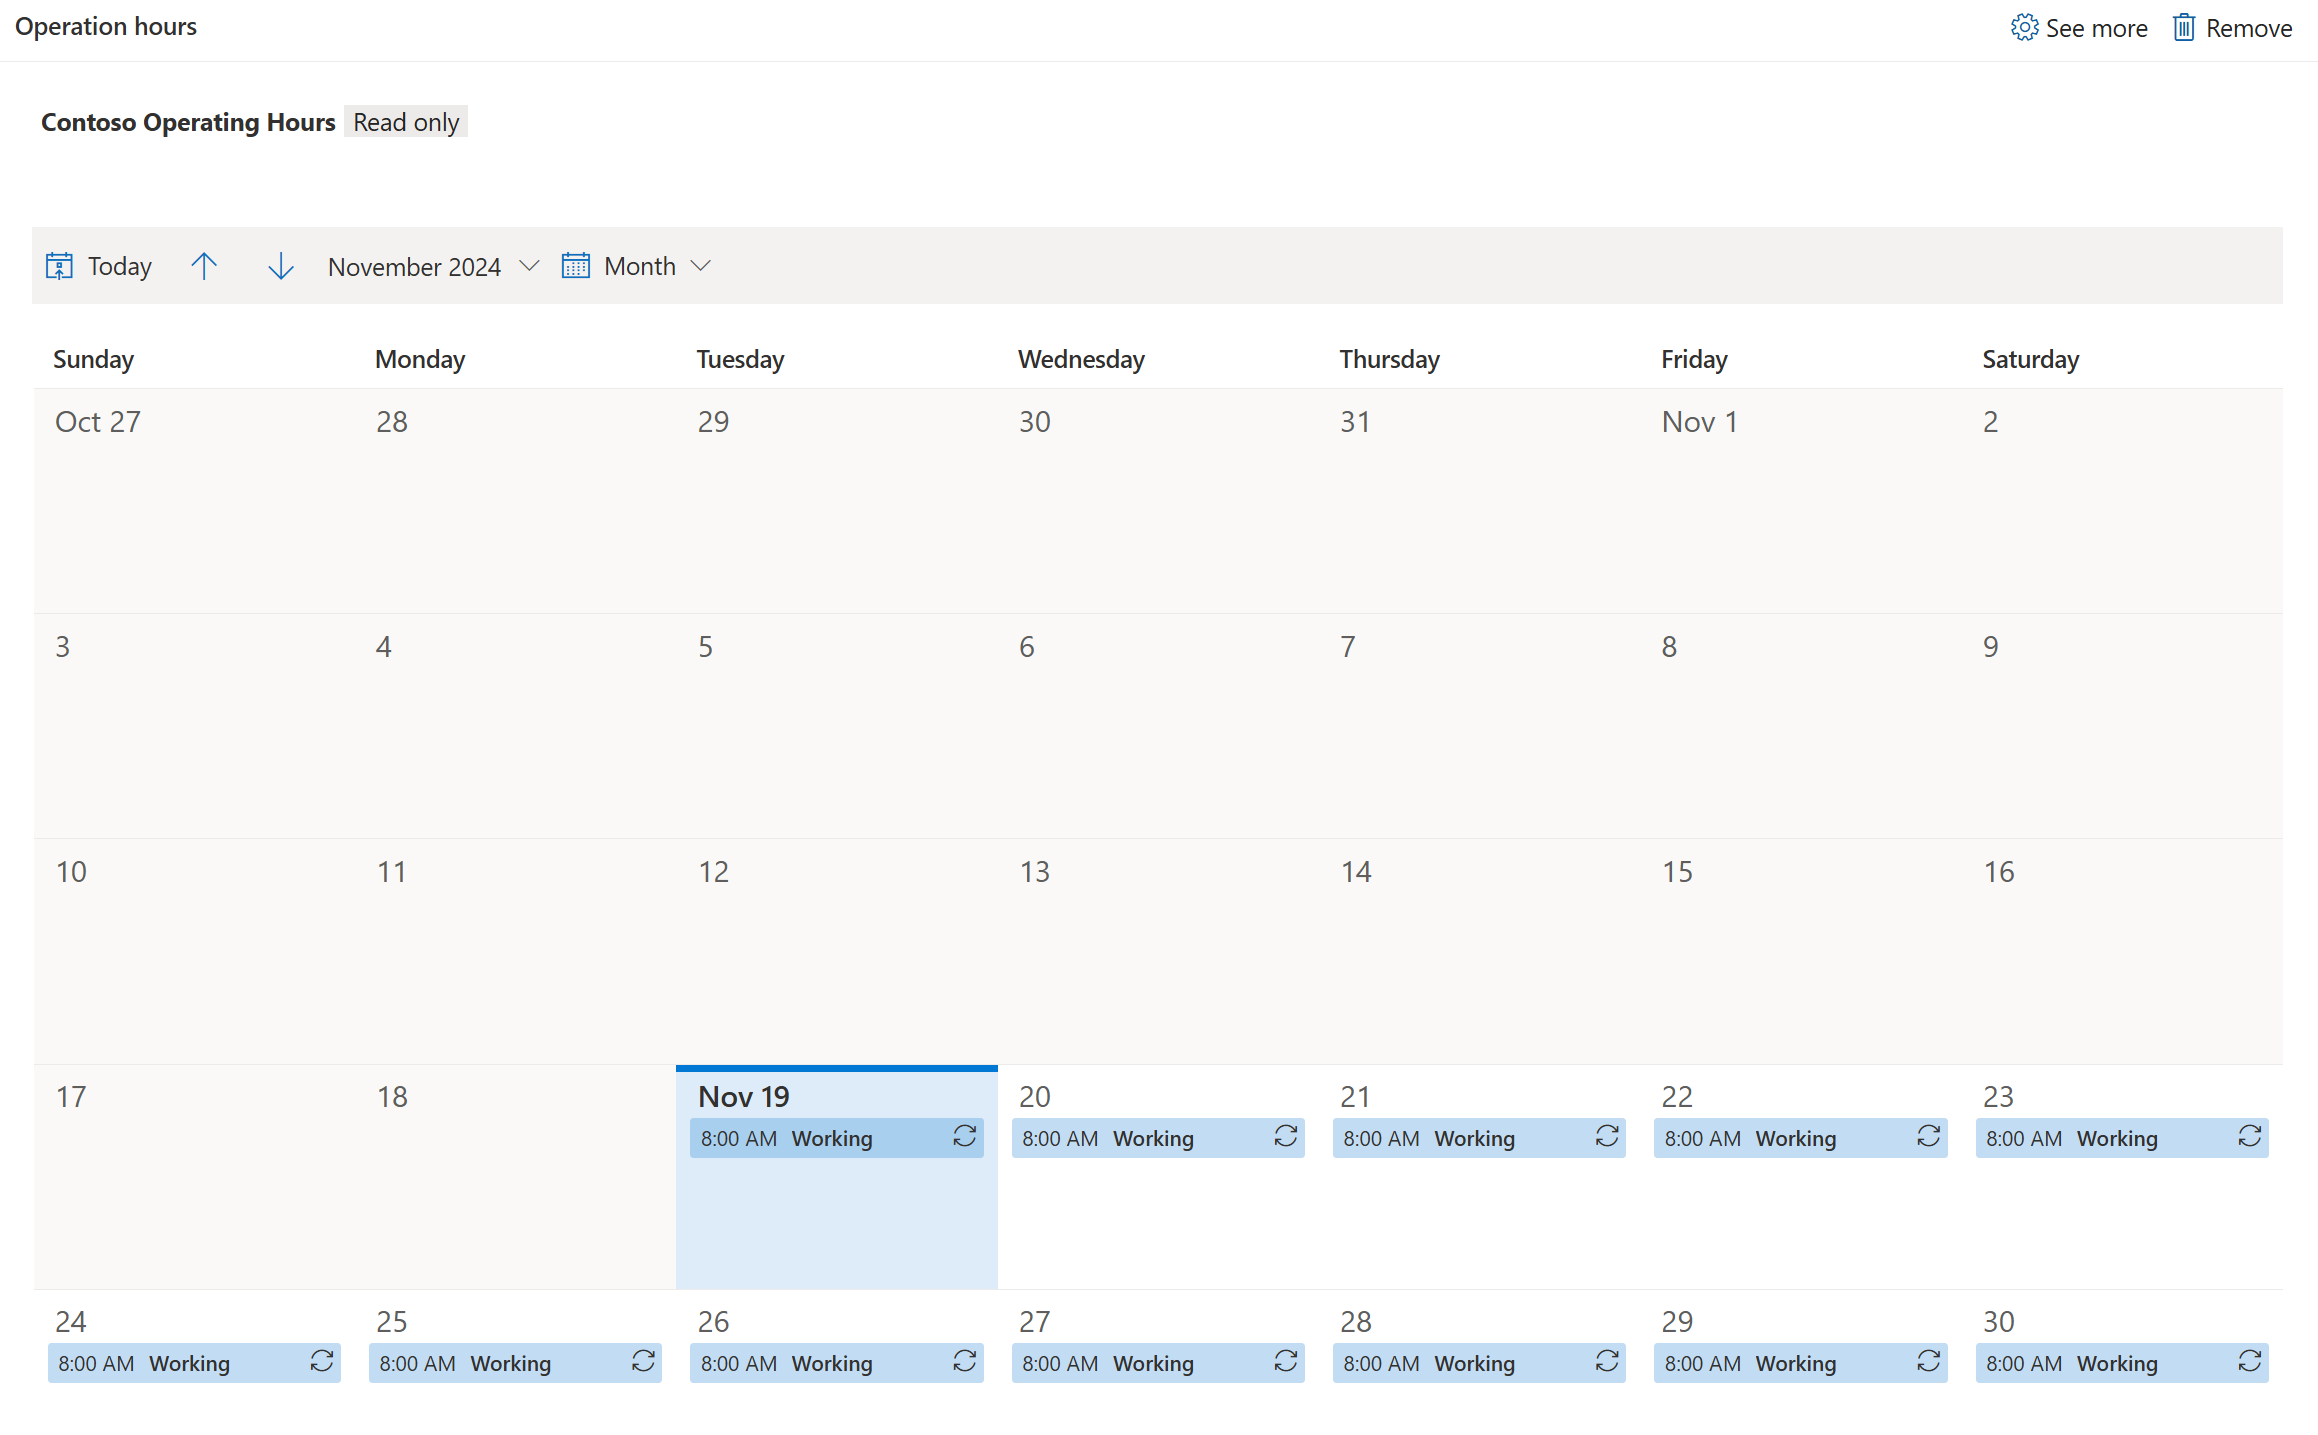 Operation hours
See more Remove
Contoso Operating Hours Read only
Today November 2024 Month
Sunday Monday Tuesday Wednesday Thursday Friday Saturday
Oct 27 28 29 30 31 Nov 1 2
3 4 5 6 7 8 9
10 11 12 13 14 15 16
17 18 Nov 19 20 21 22 23
8:00 AM Working 8:00 AM Working 8:00 AM Working 8:00 AM Working 8:00 AM Working
24 25 26 27 28 29 30
8:00 AM Working 8:00 AM Working 8:00 AM Working 8:00 AM Working 8:00 AM Working 8:00 AM Working 8:00 AM Working